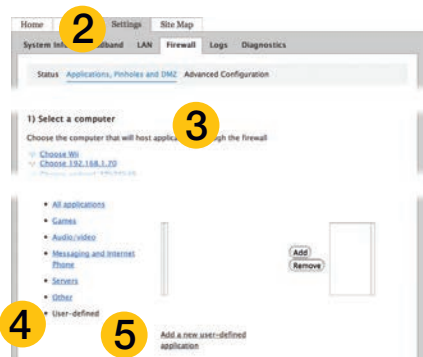 Home Settings Site Map
2
System Info LAN Firewall Logs Diagnostics
Status Applications, Pinholes and DMZ Advanced Configuration
1) Select a computer
3
Choose the computer that will host through the firewall
Choose Wii
Choose 192.168.1.70
All applications
Games
Audio/video
Messaging and Internet
Phone
Add
Remove
Servers
Other
4 User-defined
5
Add a new user-defined
application